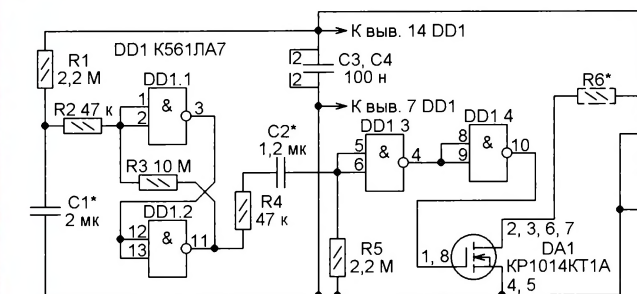 К выв. 14 DD1
DD1 К561ЛА7
R1
2,2 М
DD1.1
2
2
C3, C4
100 н
R6*
R2 47 к
1
2
&
3
К выв. 7 DD1
C2*
1,2 мк
DD1 3
5
6
&
4
DD1 4
8
9
&
10
R3 10 М
C1*
2 мк
DD1.2
12
13
&
11
R4
47 к
R5
2,2 М
1, 8
2, 3, 6, 7
DA1
КР1014КТ1А
4, 5